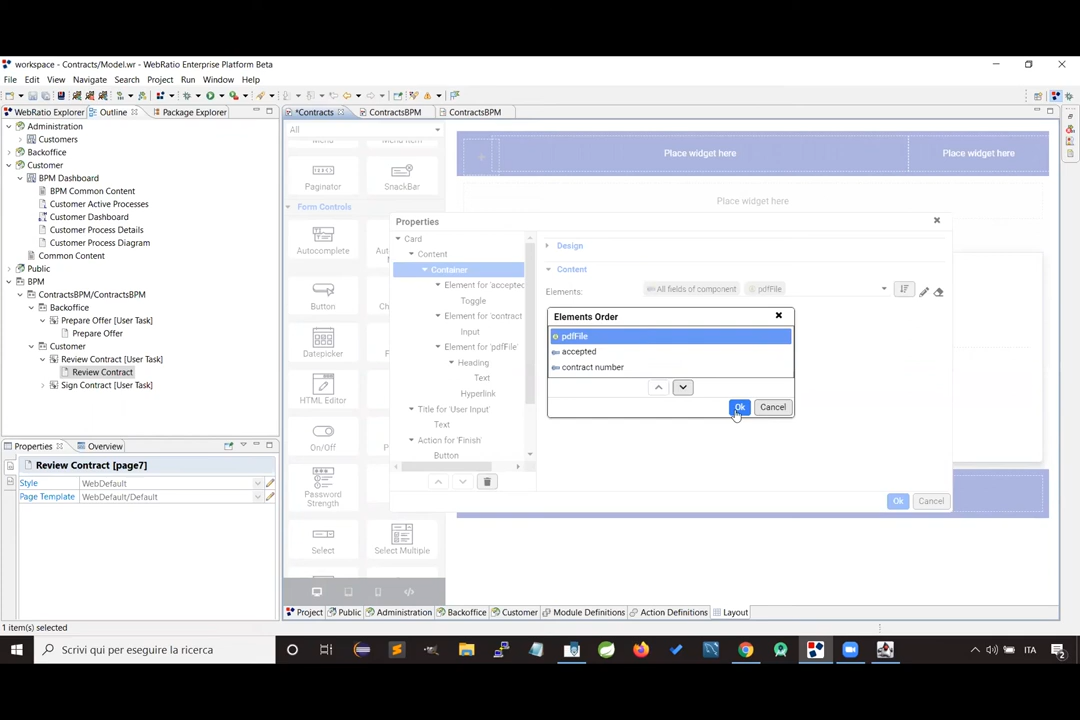 workspace - Contracts/Model.wr - WebRatio Enterprise Platform Beta
File Edit View Navigate Search Project Run Window Help
WebRatio Explorer Outline Package Explorer
*Contracts ContractsBPM ContractsBPM
Administration
Customers
Backoffice
Customer
BPM Dashboard
BPM Common Content
Customer Active Processes
Customer Dashboard
Customer Process Details
Customer Process Diagram
Common Content
Public
BPM
ContractsBPM/ContractsBPM
Backoffice
Prepare Offer [User Task]
Prepare Offer
Customer
Review Contract [User Task]
Review Contract
Sign Contract [User Task]
Properties Overview
Review Contract [page7]
Style WebDefault
Page Template WebDefault/Default
1 item(s) selected
All
Menu Menu Item
Paginator SnackBar
Form Controls
Autocomplete
Button
Datepicker
HTML Editor
On/Off
Password
Strength
Select Select Multiple
Place widget here Place widget here
Place widget here
Properties
Card
Content
Container
Element for 'accepted
Toggle
Element for 'contract
Input
Element for 'pdfFile'
Heading
Text
Hyperlink
Title for 'User Input'
Text
Action for 'Finish'
Button
Design
Content
Elements: All fields of component pdfFile
Elements Order
pdfFile
accepted
contract number
Ok Cancel
Ok Cancel
Project Public Administration Backoffice Customer Module Definitions Action Definitions Layout
Scrivi qui per eseguire la ricerca
ITA
2